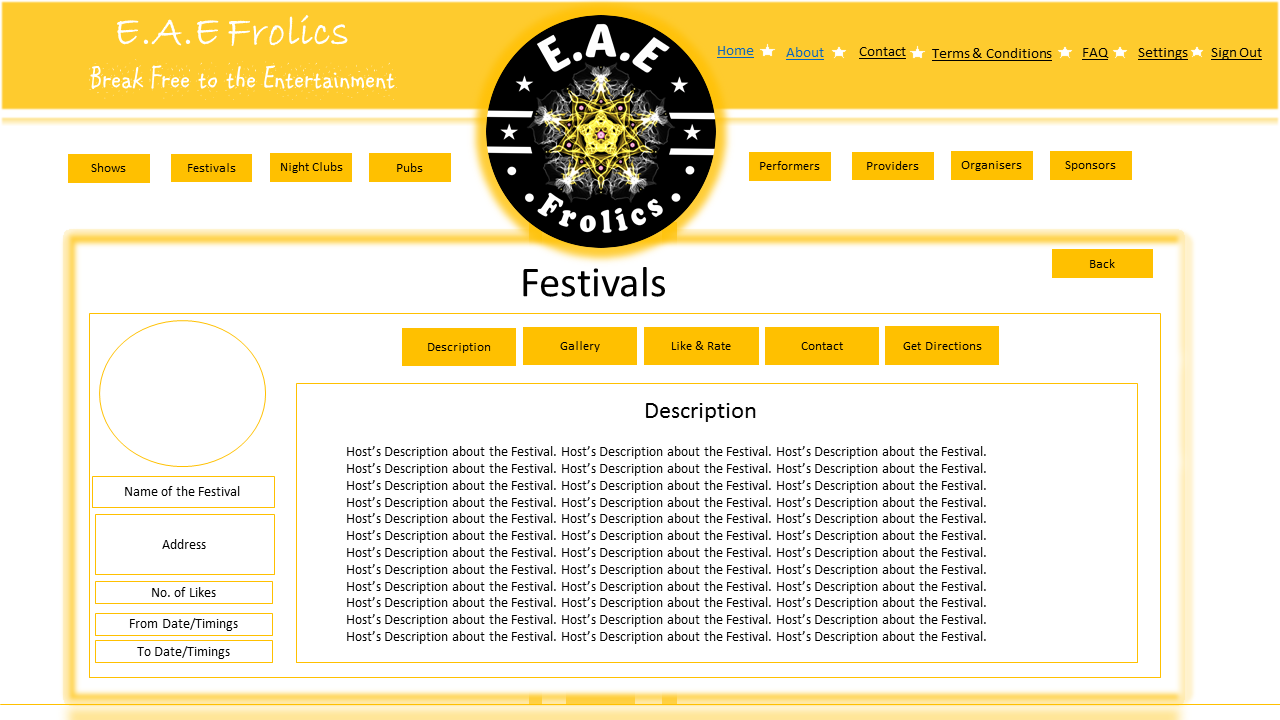 E.A.E Frolics
Break Free to the Entertainment
E.A.E
Frolics
Home About Contact Terms & Conditions FAQ Settings Sign Out
Shows Festivals Night Clubs Pubs Performers Providers Organisers Sponsors
Back
Festivals
Description Gallery Like & Rate Contact Get Directions
Name of the Festival
Address
No. of Likes
From Date/Timings
To Date/Timings
Description
Host’s Description about the Festival. Host’s Description about the Festival. Host’s Description about the Festival.
Host’s Description about the Festival. Host’s Description about the Festival. Host’s Description about the Festival.
Host’s Description about the Festival. Host’s Description about the Festival. Host’s Description about the Festival.
Host’s Description about the Festival. Host’s Description about the Festival. Host’s Description about the Festival.
Host’s Description about the Festival. Host’s Description about the Festival. Host’s Description about the Festival.
Host’s Description about the Festival. Host’s Description about the Festival. Host’s Description about the Festival.
Host’s Description about the Festival. Host’s Description about the Festival. Host’s Description about the Festival.
Host’s Description about the Festival. Host’s Description about the Festival. Host’s Description about the Festival.
Host’s Description about the Festival. Host’s Description about the Festival. Host’s Description about the Festival.
Host’s Description about the Festival. Host’s Description about the Festival. Host’s Description about the Festival.
Host’s Description about the Festival. Host’s Description about the Festival. Host’s Description about the Festival.
Host’s Description about the Festival. Host’s Description about the Festival. Host’s Description about the Festival.